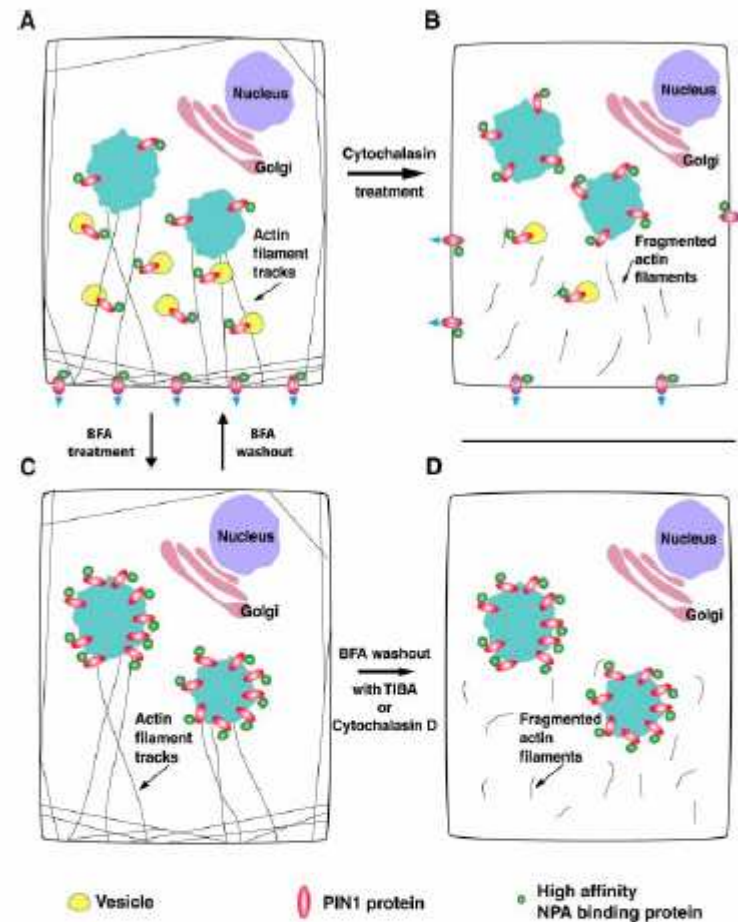 A
B
Nucleus
Golgi
Actin
filament
tracks
Cytochalasin
treatment
Nucleus
Golgi
Fragmented
actin
filaments
BFA
treatment
BFA
washout
C
D
Nucleus
Golgi
Actin
filament
tracks
BFA washout
with TIBA
or
Cytochalasin D
Nucleus
Golgi
Fragmented
actin
filaments
Vesicle
PIN1 protein
High affinity
NPA binding protein